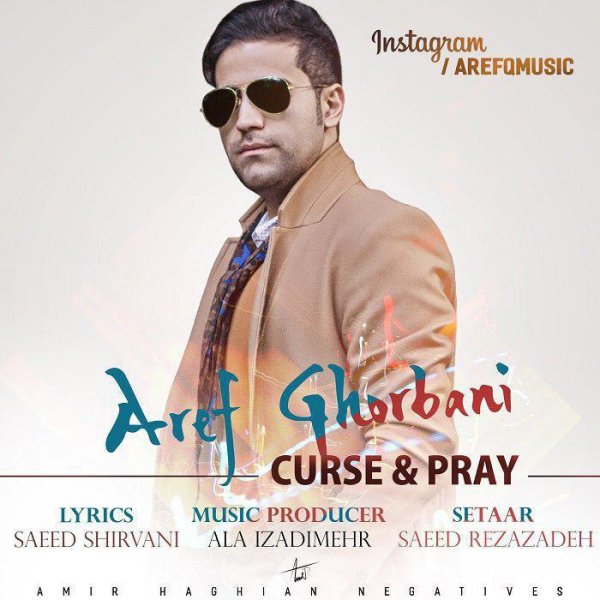 Instagram
/ AREFQMUSIC
Aref Ghorbani
CURSE & PRAY
LYRICS MUSIC PRODUCER SETAAR
SAEED SHIRVANI ALA IZADIMEHR SAEED REZAZADEH
AMIR HAGHIAN NEGATIVES